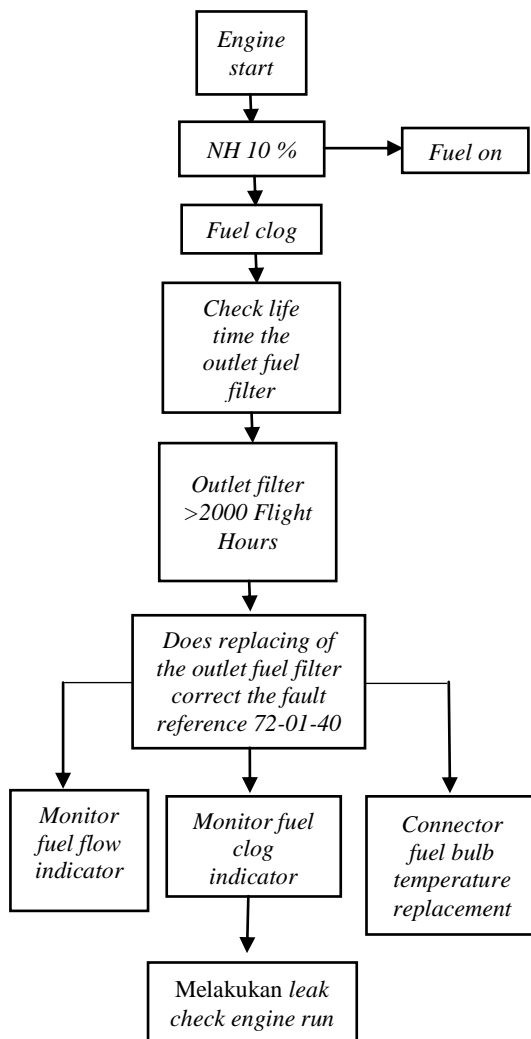 Engine
start
NH 10 %
Fuel on
Fuel clog
Check life
time the
outlet fuel
filter
Outlet filter
>2000 Flight
Hours
Does replacing of
the outlet fuel filter
correct the fault
reference 72-01-40
Monitor
fuel flow
indicator
Monitor fuel
clog
indicator
Connector
fuel bulb
temperature
replacement
Melakukan leak
check engine run